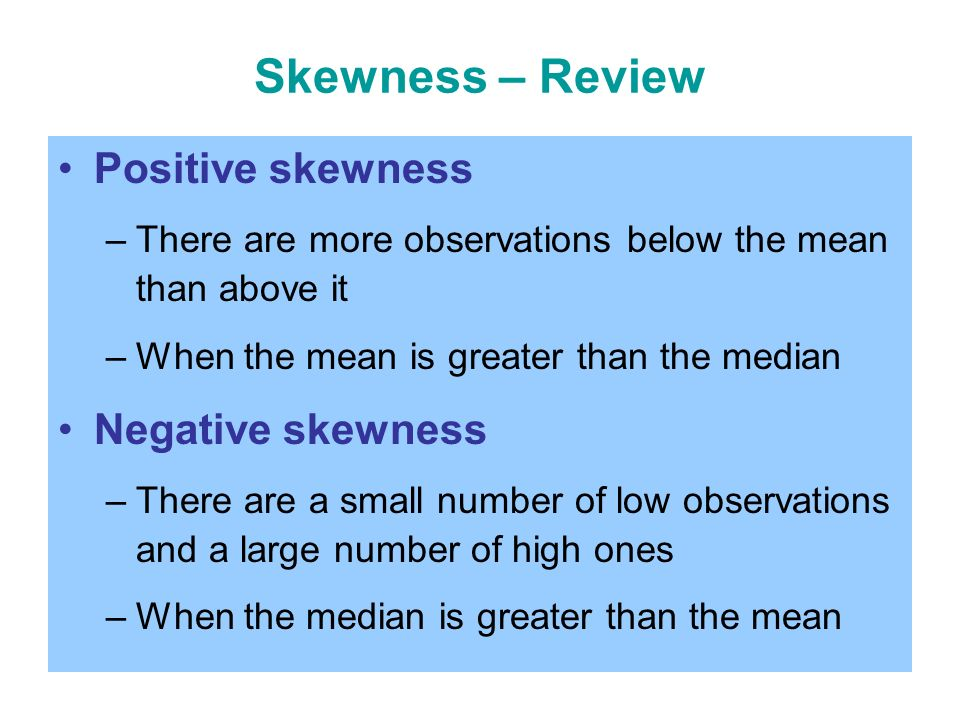 Skewness – Review
• Positive skewness
– There are more observations below the mean
than above it
– When the mean is greater than the median
• Negative skewness
– There are a small number of low observations
and a large number of high ones
– When the median is greater than the mean